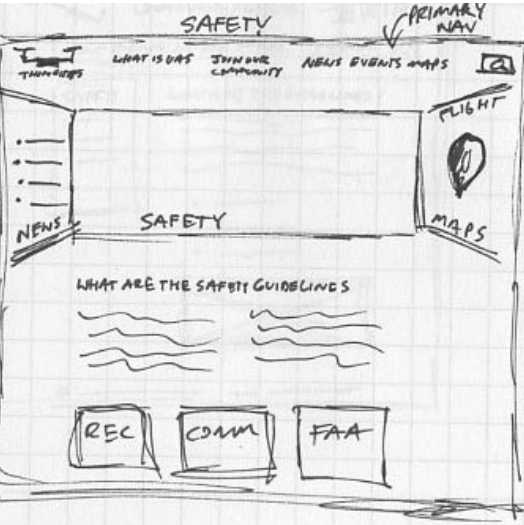 SAFETY
PRIMARY
NAV
WHAT IS UAS
JOIN OUR
COMMUNITY
NEWS EVENTS MAPS
FLIGHT
NEWS
SAFETY
MAPS
WHAT ARE THE SAFETY GUIDELINES
REC
COMM
FAA